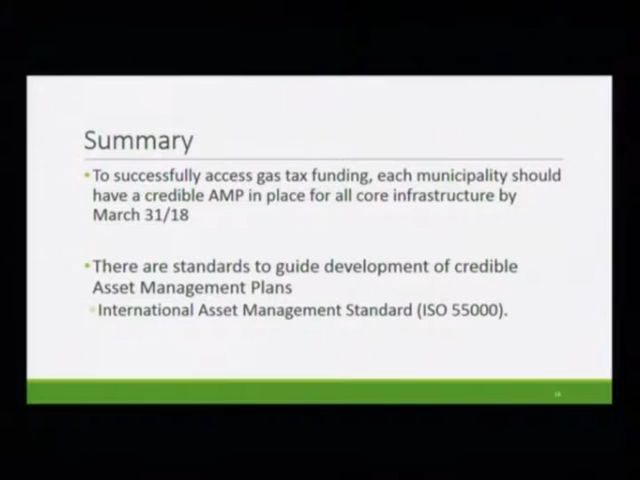 Summary
To successfully access gas tax funding, each municipality should
have a credible AMP in place for all core infrastructure by
March 31/18
There are standards to guide development of credible
Asset Management Plans
International Asset Management Standard (ISO 55000).